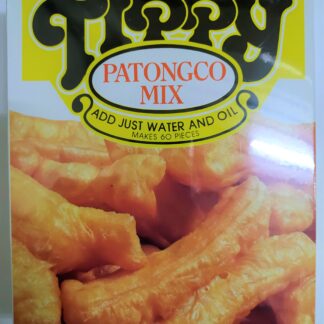 Tippy
PATONGCO
MIX
ADD JUST WATER AND OIL
MAKES 60 PIECES